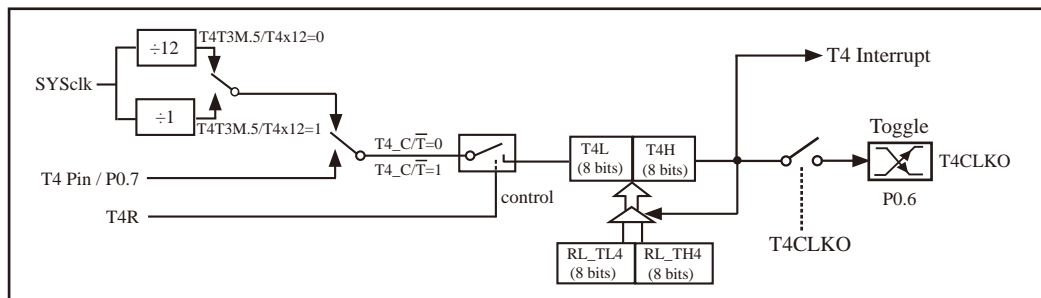 ÷12
T4T3M.5/T4x12=0
SYSclk
÷1
T4T3M.5/T4x12=1
T4_C/T̅=0
T4_C/T̅=1
T4 Pin / P0.7
T4R
control
T4L
(8 bits)
T4H
(8 bits)
RL_TL4
(8 bits)
RL_TH4
(8 bits)
T4 Interrupt
Toggle
T4CLKO
P0.6
T4CLKO